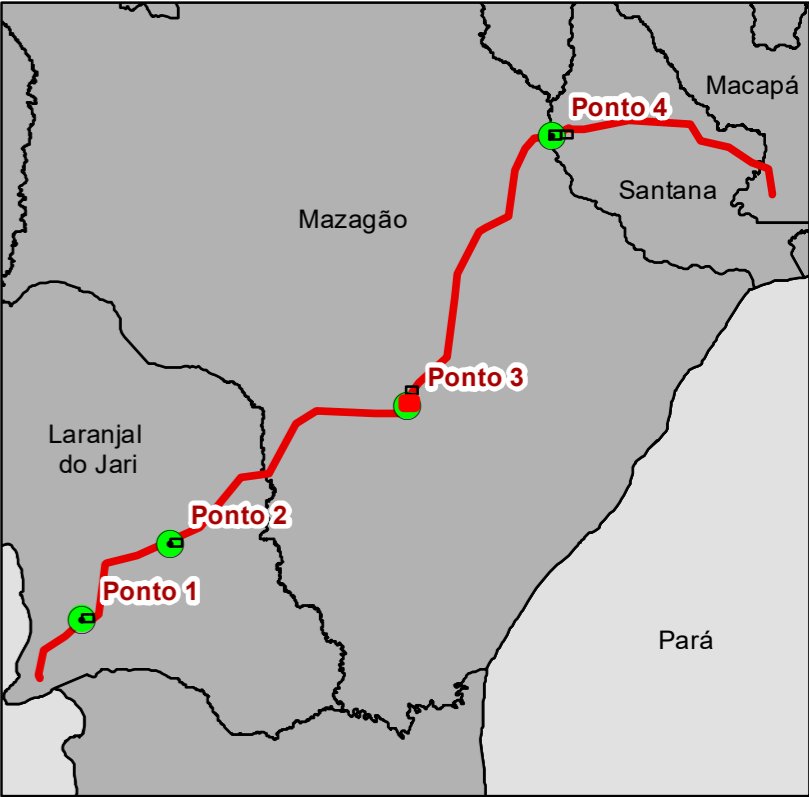 Macapá
Ponto 4
Santana
Mazagão
Ponto 3
Laranjal
do Jari
Ponto 2
Ponto 1
Pará